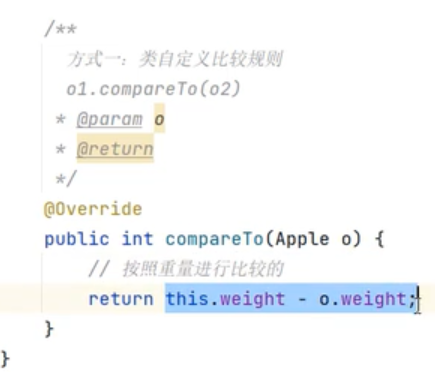 /**
方式一：类自定义比较规则
o1.compareTo(o2)
* @param o
* @return
*/
@Override
public int compareTo(Apple o) {
// 按照重量进行比较的
return this.weight - o.weight;
}
}